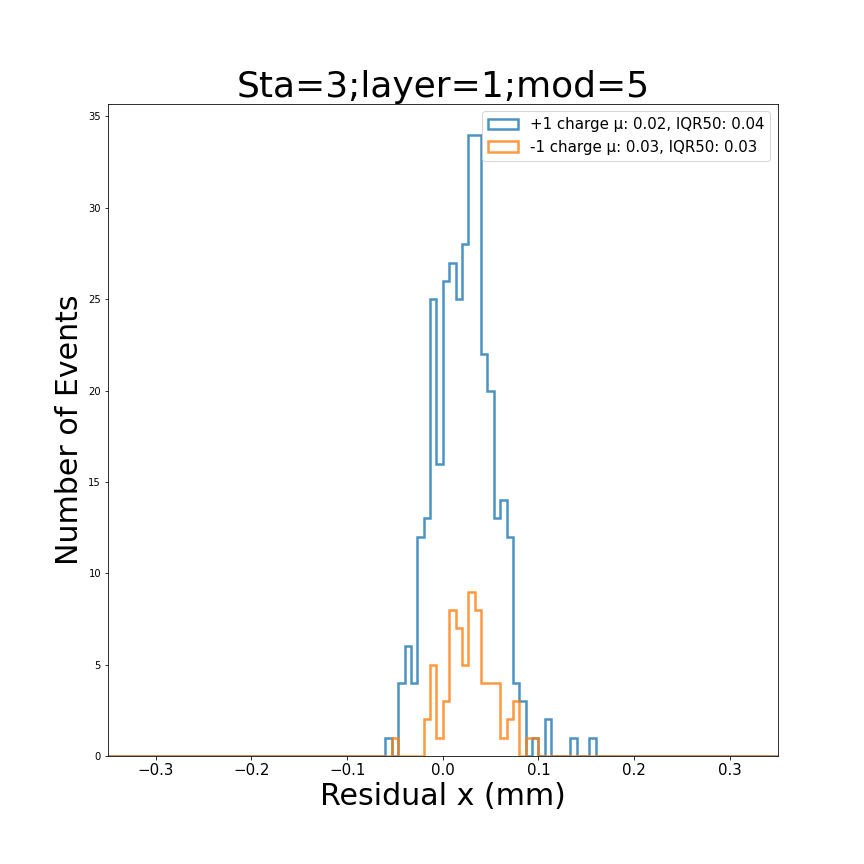 Sta=3;layer=1;mod=5
+1 charge μ: 0.02, IQR50: 0.04
-1 charge μ: 0.03, IQR50: 0.03
Number of Events
35
30
25
20
15
10
5
0
−0.3 −0.2 −0.1 0.0 0.1 0.2 0.3
Residual x (mm)